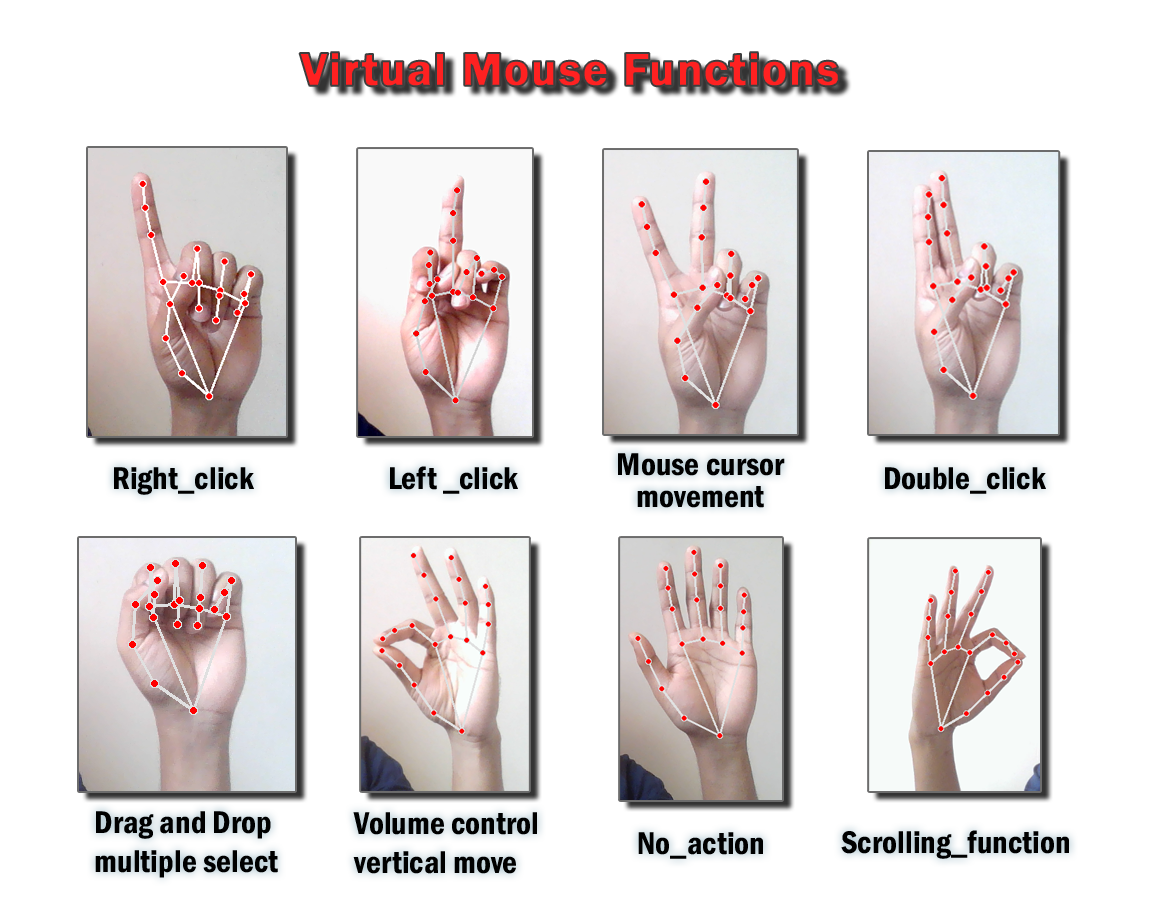 Virtual Mouse Functions
Right_click
Left _click
Mouse cursor
movement
Double_click
Drag and Drop
multiple select
Volume control
vertical move
No_action
Scrolling_function